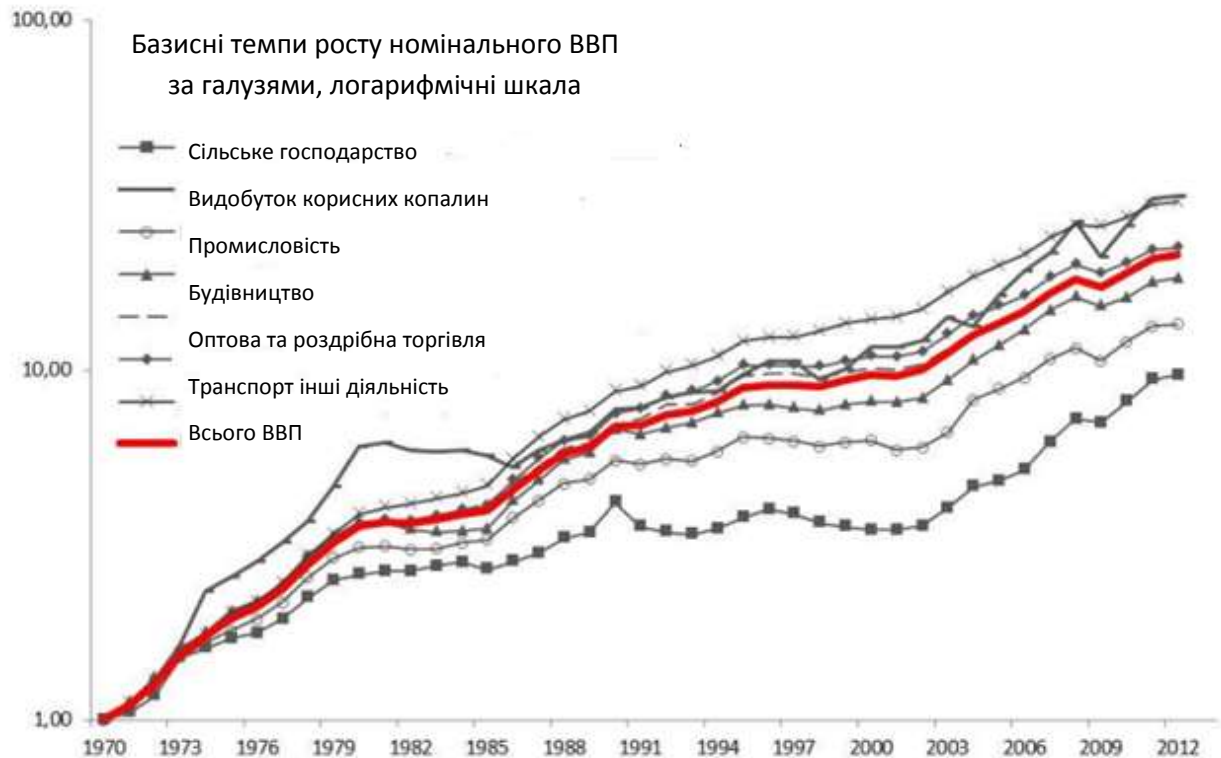 100,00
Базисні темпи росту номінального ВВП
за галузями, логарифмічні шкала
Сільське господарство
Видобуток корисних копалин
Промисловість
Будівництво
Оптова та роздрібна торгівля
Транспорт інші діяльність
Всього ВВП
10,00
1,00
1970 1973 1976 1979 1982 1985 1988 1991 1994 1997 2000 2003 2006 2009 2012